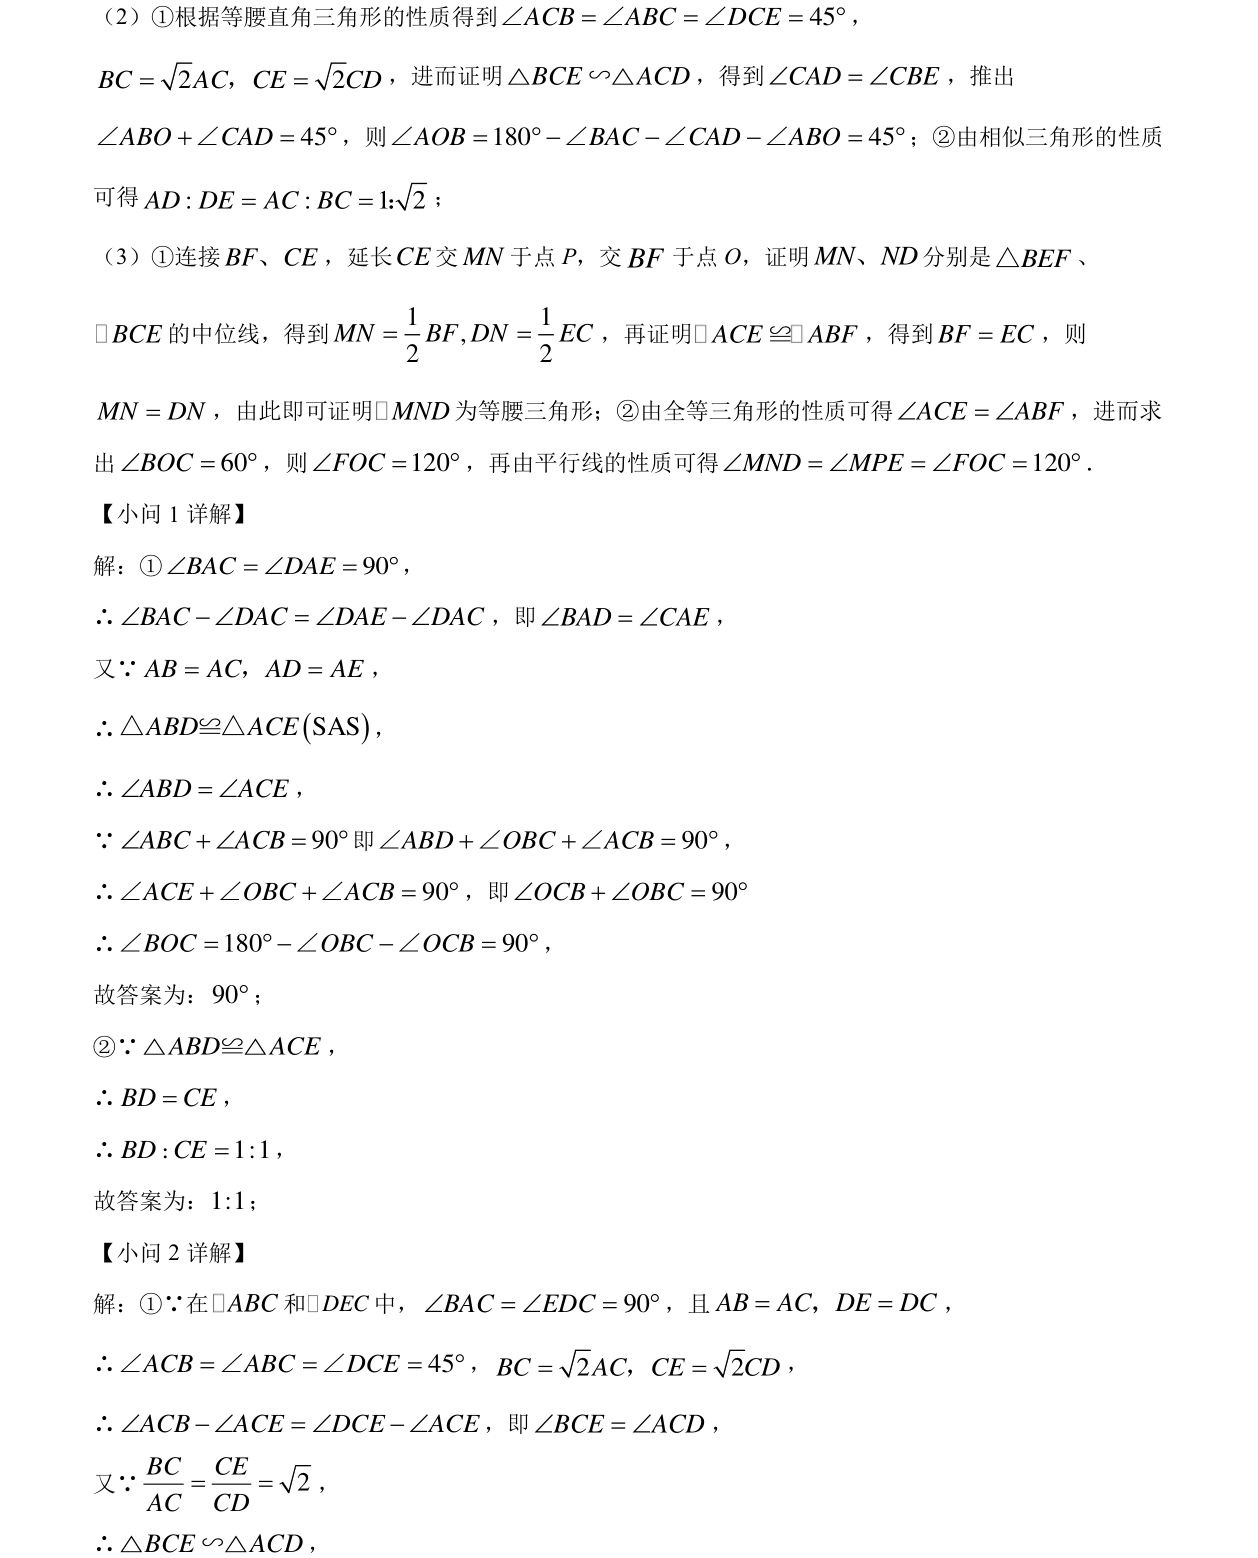 （2）①根据等腰直角三角形的性质得到∠ACB = ∠ABC = ∠DCE = 45°，
BC = √2AC，CE = √2CD，进而证明△BCE∽△ACD，得到∠CAD = ∠CBE，推出
∠ABO + ∠CAD = 45°，则∠AOB = 180° − ∠BAC − ∠CAD − ∠ABO = 45°；②由相似三角形的性质
可得 AD : DE = AC : BC = 1:√2；
（3）①连接BF、CE，延长CE交MN于点P，交BF于点O，证明MN、ND分别是△BEF、
□BCE的中位线，得到MN = 1/2 BF, DN = 1/2 EC，再证明□ACE≌□ABF，得到BF = EC，则
MN = DN，由此即可证明□MND为等腰三角形；②由全等三角形的性质可得∠ACE = ∠ABF，进而求
出∠BOC = 60°，则∠FOC = 120°，再由平行线的性质可得∠MND = ∠MPE = ∠FOC = 120°．
【小问1详解】
解：①∠BAC = ∠DAE = 90°，
∴∠BAC − ∠DAC = ∠DAE − ∠DAC，即∠BAD = ∠CAE，
又∵AB = AC，AD = AE，
∴△ABD≌△ACE(SAS)，
∴∠ABD = ∠ACE，
∵∠ABC + ∠ACB = 90°即∠ABD + ∠OBC + ∠ACB = 90°，
∴∠ACE + ∠OBC + ∠ACB = 90°，即∠OCB + ∠OBC = 90°
∴∠BOC = 180° − ∠OBC − ∠OCB = 90°，
故答案为：90°；
②∵△ABD≌△ACE，
∴BD = CE，
∴BD : CE = 1:1，
故答案为：1:1；
【小问2详解】
解：①∵在□ABC和□DEC中，∠BAC = ∠EDC = 90°，且AB = AC，DE = DC，
∴∠ACB = ∠ABC = ∠DCE = 45°，BC = √2AC，CE = √2CD，
∴∠ACB − ∠ACE = ∠DCE − ∠ACE，即∠BCE = ∠ACD，
又∵BC/AC = CE/CD = √2，
∴△BCE∽△ACD，